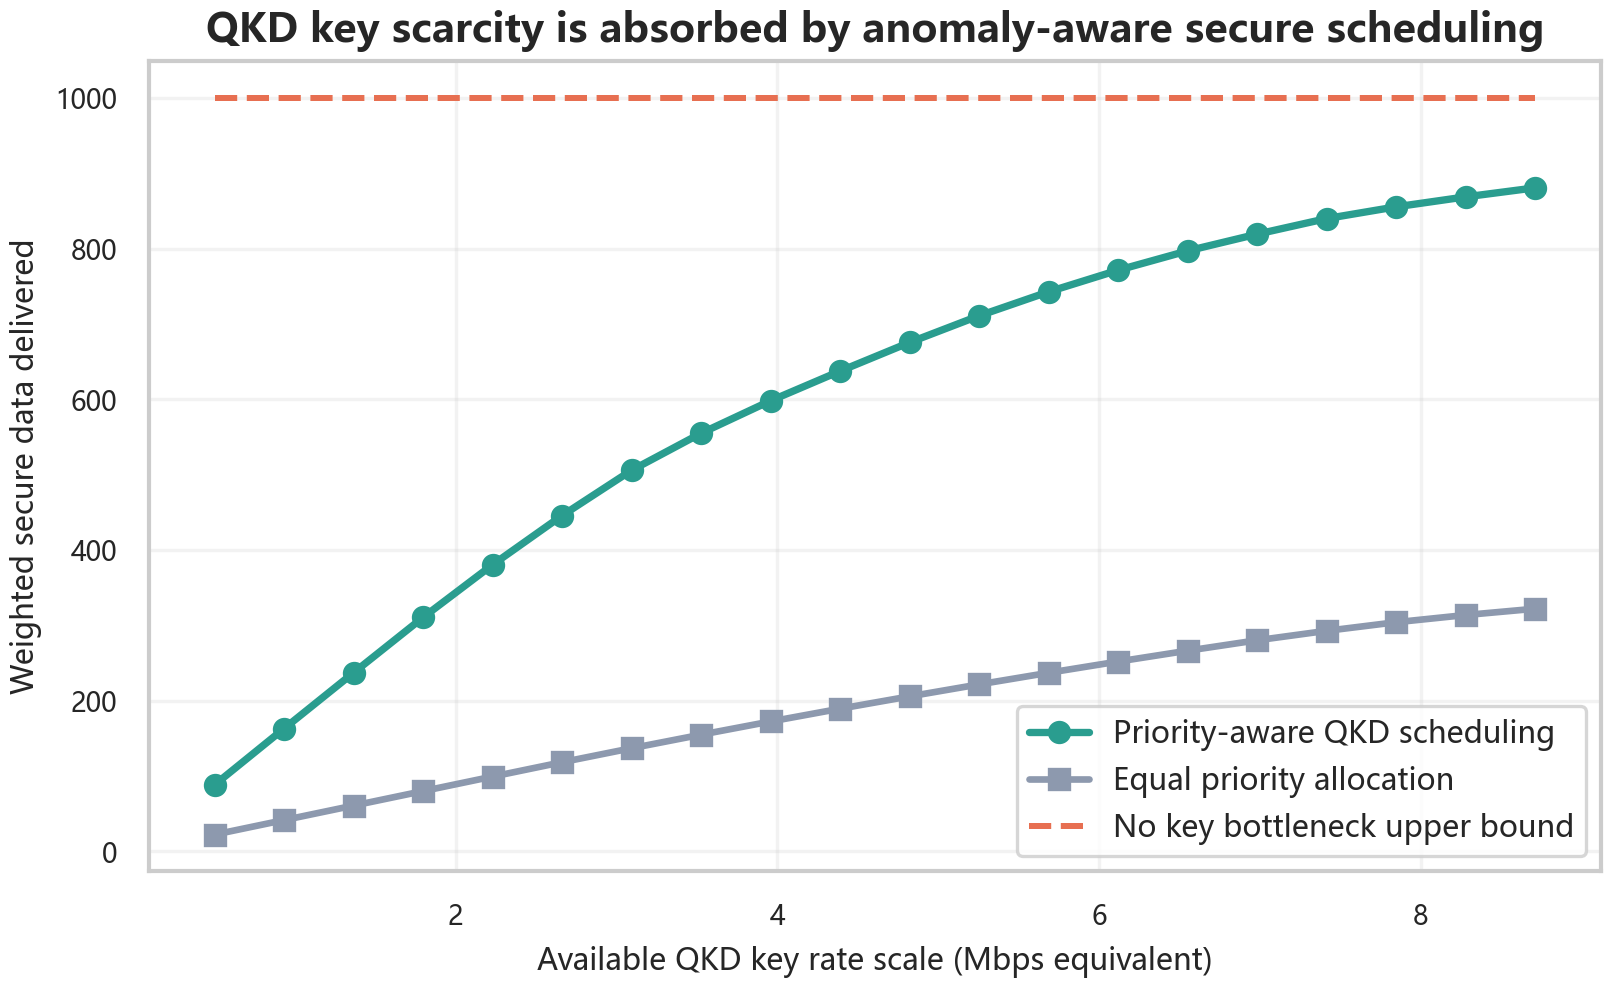 QKD key scarcity is absorbed by anomaly-aware secure scheduling
Weighted secure data delivered
1000
800
600
400
200
0
2
4
6
8
Available QKD key rate scale (Mbps equivalent)
Priority-aware QKD scheduling
Equal priority allocation
No key bottleneck upper bound